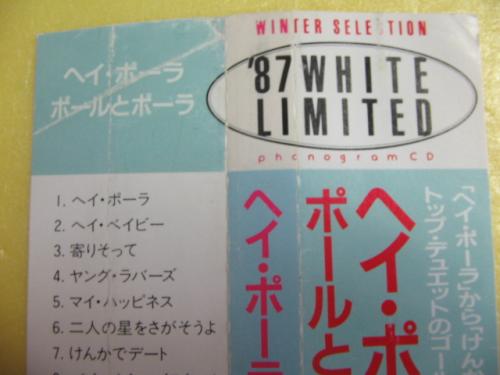 WINTER SELECTION
'87 WHITE
LIMITED
phonogram CD
ヘイ・ポーラ
ポールとポーラ
1. ヘイ・ポーラ
2. ヘイ・ベイビー
3. 寄りそって
4. ヤング・ラバーズ
5. マイ・ハッピネス
6. 二人の星をさがそうよ
7. けんかでデート
ヘイ・ポーラ
ポールと
ヘイ・ポ
「ヘイ・ポーラ」から「けん
トップ・デュエットのゴー